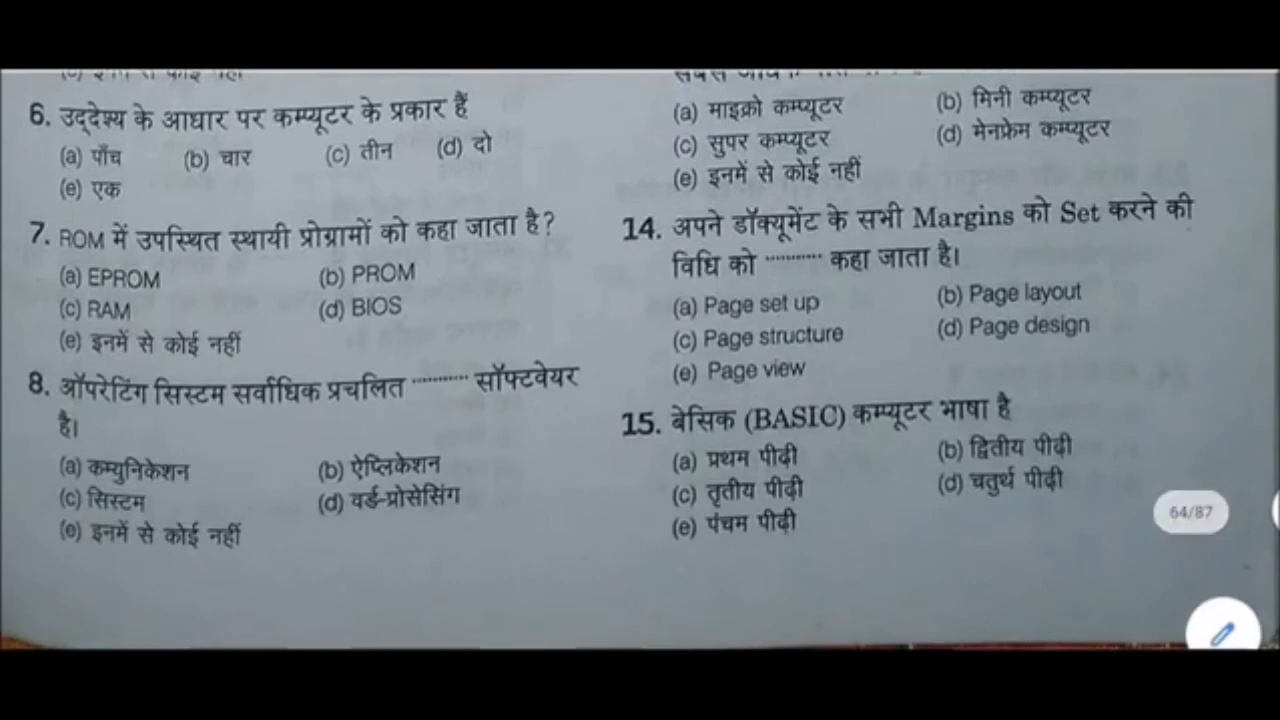 6. उद्देश्य के आधार पर कम्प्यूटर के प्रकार हैं
(a) पाँच (b) चार (c) तीन (d) दो
(e) एक
7. ROM में उपस्थित स्थायी प्रोग्रामों को कहा जाता है?
(a) EPROM (b) PROM
(c) RAM (d) BIOS
(e) इनमें से कोई नहीं
8. ऑपरेटिंग सिस्टम सर्वाधिक प्रचलित ........... सॉफ्टवेयर
है।
(a) कम्युनिकेशन (b) ऐप्लिकेशन
(c) सिस्टम (d) वर्ड-प्रोसेसिंग
(e) इनमें से कोई नहीं
(a) माइक्रो कम्प्यूटर (b) मिनी कम्प्यूटर
(c) सुपर कम्प्यूटर (d) मेनफ्रेम कम्प्यूटर
(e) इनमें से कोई नहीं
14. अपने डॉक्यूमेंट के सभी Margins को Set करने की
विधि को ........... कहा जाता है।
(a) Page set up (b) Page layout
(c) Page structure (d) Page design
(e) Page view
15. बेसिक (BASIC) कम्प्यूटर भाषा है
(a) प्रथम पीढ़ी (b) द्वितीय पीढ़ी
(c) तृतीय पीढ़ी (d) चतुर्थ पीढ़ी
(e) पंचम पीढ़ी
64/87